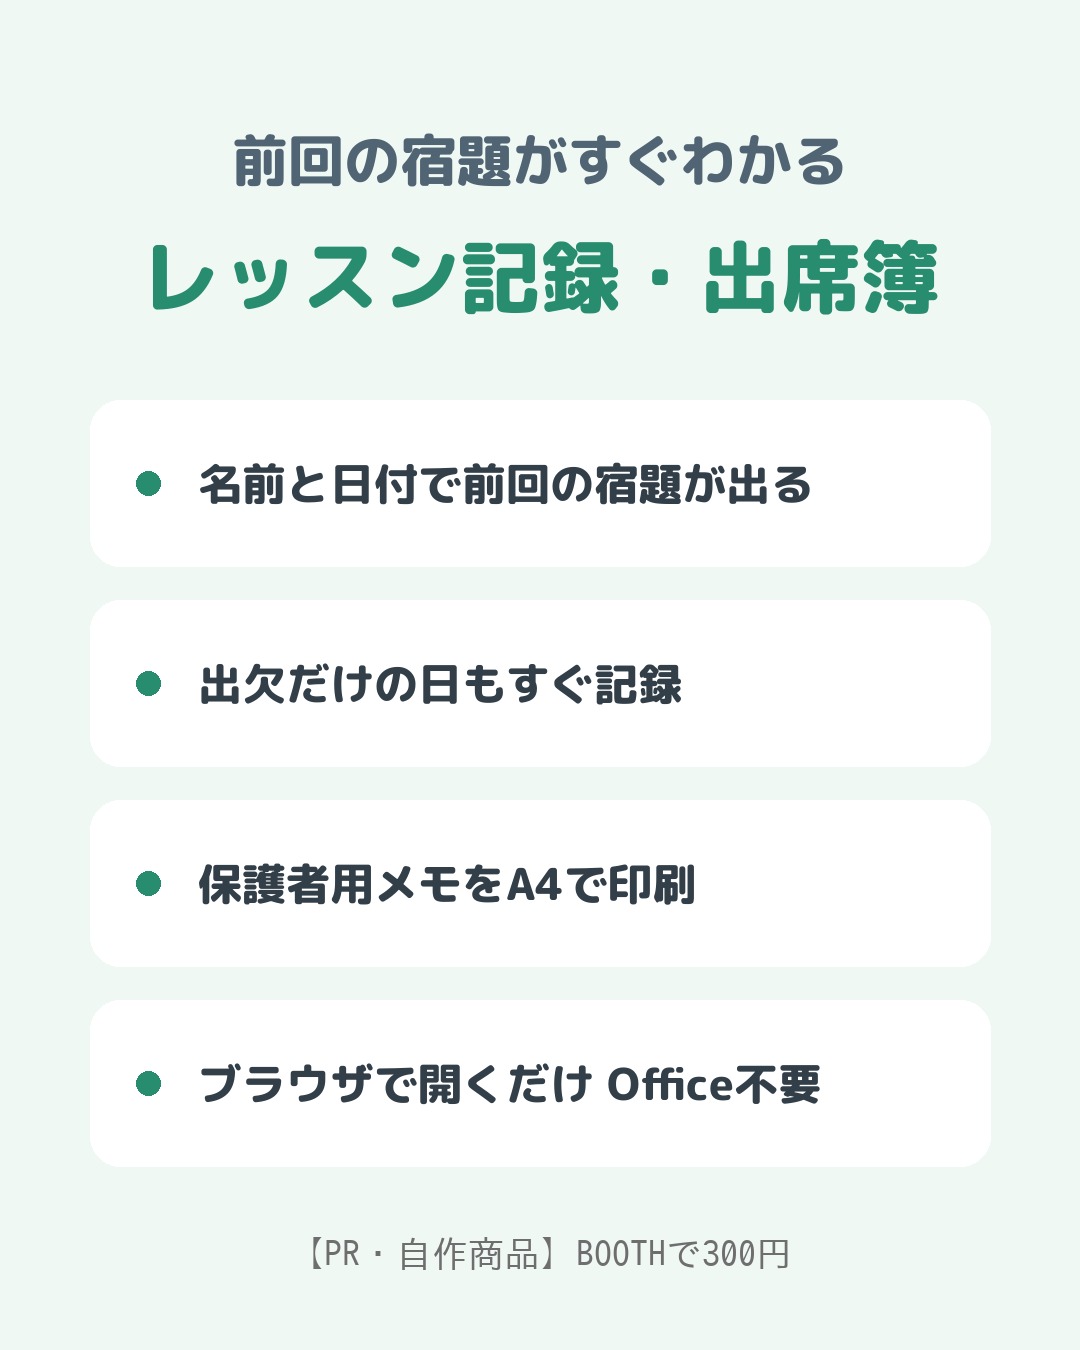 前回の宿題がすぐわかる
レッスン記録・出席簿
名前と日付で前回の宿題が出る
出欠だけの日もすぐ記録
保護者用メモをA4で印刷
ブラウザで開くだけ Office不要
【PR・自作商品】BOOTHで300円